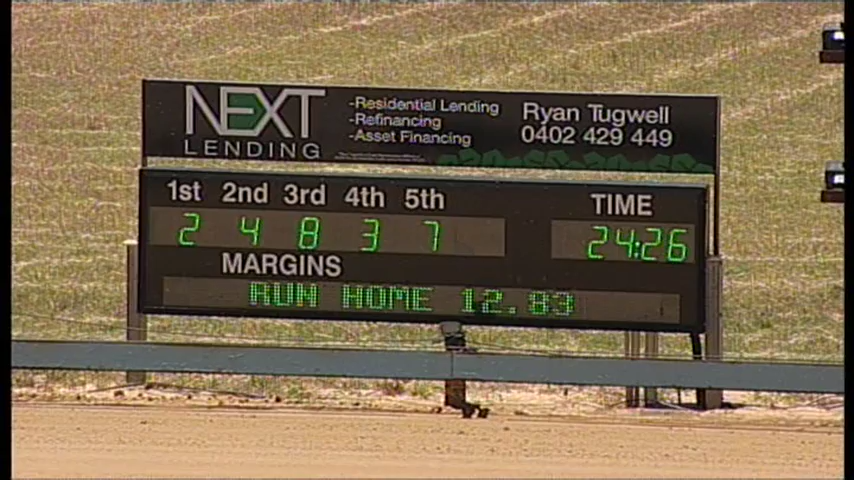 NEXT
LENDING
-Residential Lending
-Refinancing
-Asset Financing
Ryan Tugwell
0402 429 449
1st 2nd 3rd 4th 5th TIME
2 4 8 3 7 24:26
MARGINS
RUN HOME 12.83